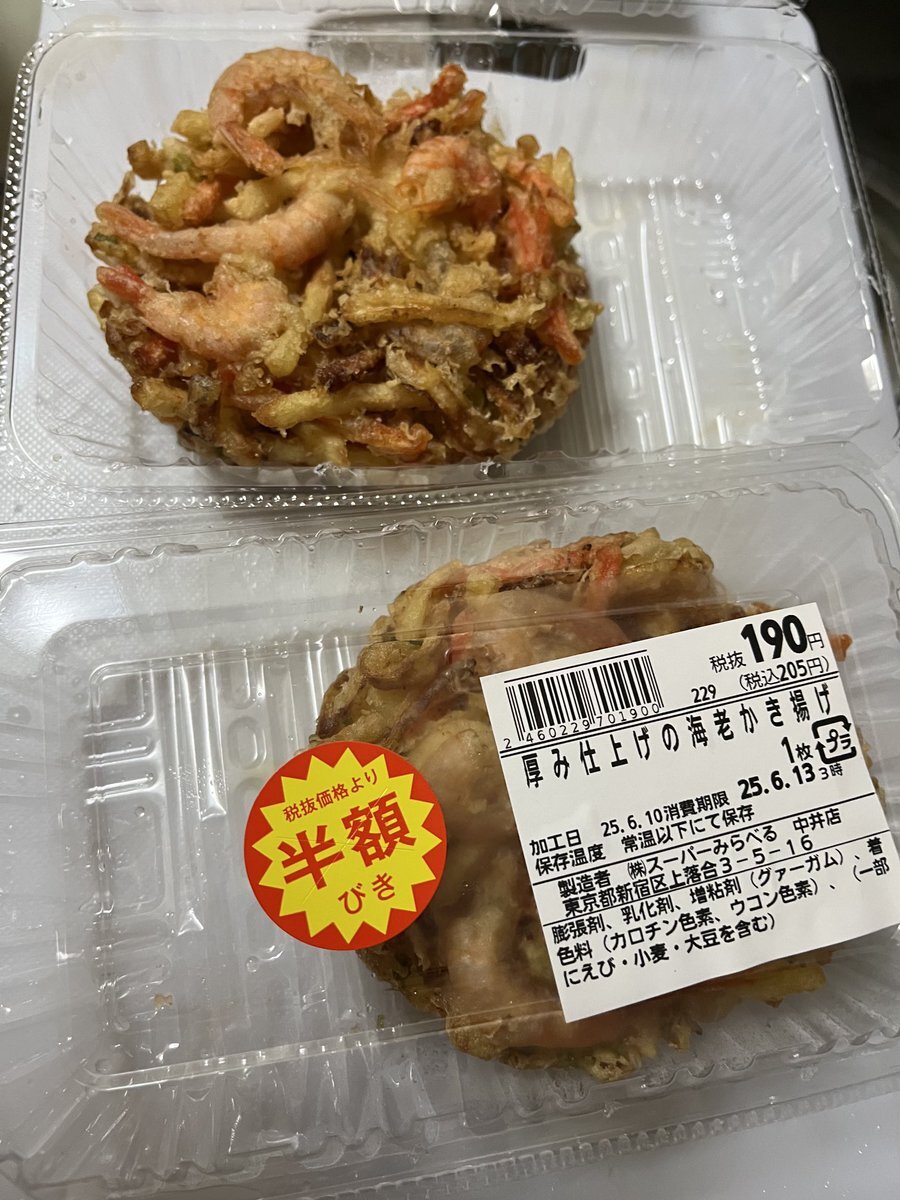 税抜190円
(税込205円)
229
2460229701900
厚み仕上げの海老かき揚げ
1枚
プラ
加工日 25.6.10消費期限 25.6.13 3時
保存温度 常温以下にて保存
製造者 ㈱スーパーみらべる 中井店
東京都新宿区上落合3-5-16
膨張剤、乳化剤、増粘剤(グァーガム)、着
色料(カロチン色素、ウコン色素)、(一部
にえび・小麦・大豆を含む)
税抜価格より
半額
びき